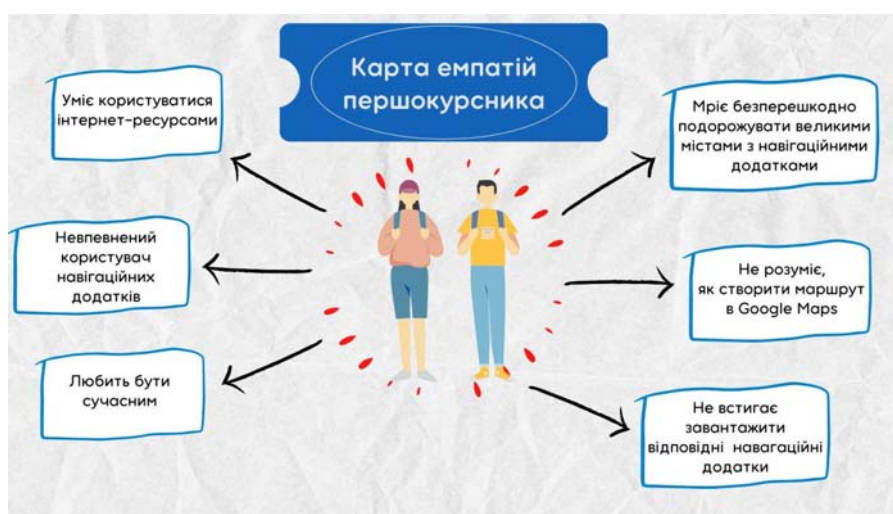 Карта емпатій
першокурсника
Уміє користуватися
інтернет-ресурсами
Невпевнений
користувач
навігаційних
додатків
Любить бути
сучасним
Мріє безперешкодно
подорожувати великими
містами з навігаційними
додатками
Не розуміє,
як створити маршрут
в Google Maps
Не встигає
завантажити
відповідні навагаційні
додатки